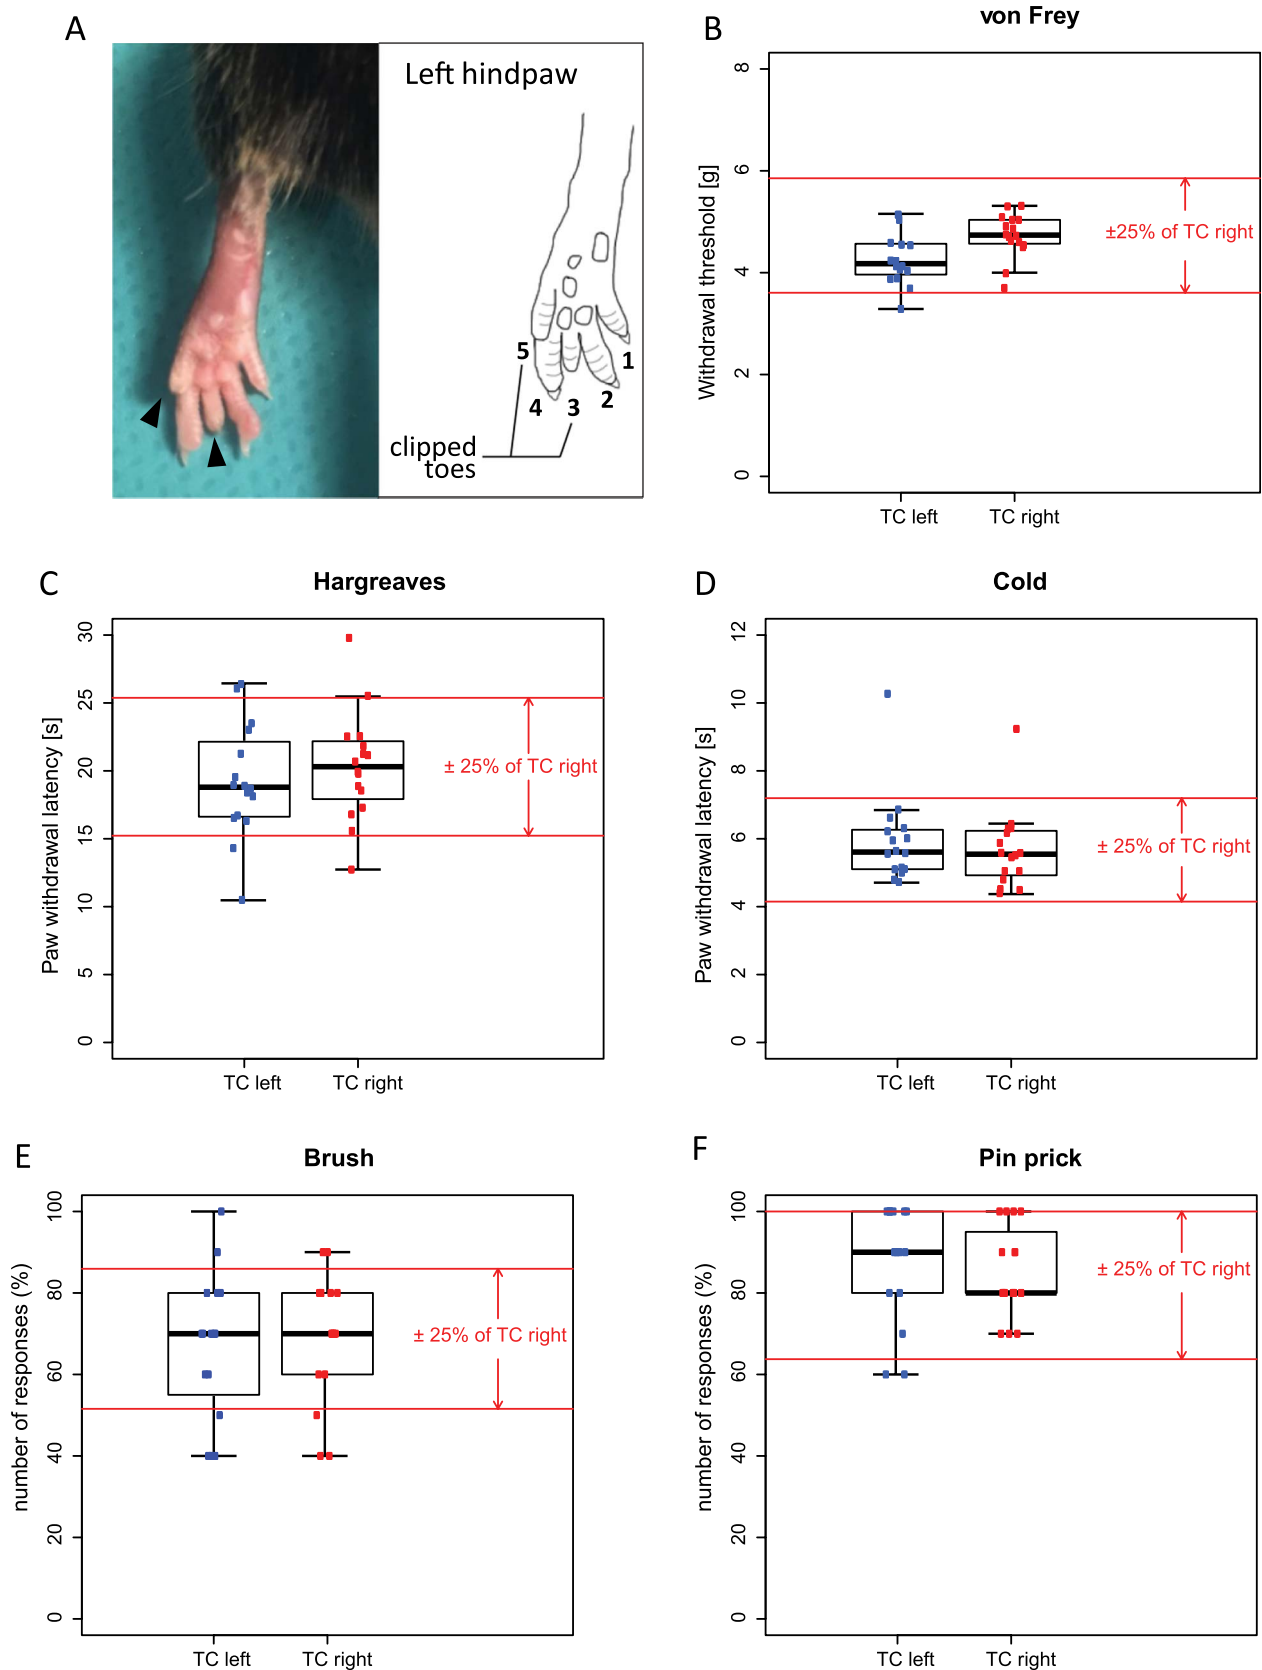 A
Left hindpaw
5
1
4
3
2
clipped
toes
B
von Frey
Withdrawal threshold [g]
8
6
4
2
0
±25% of TC right
TC left
TC right
C
Hargreaves
Paw withdrawal latency [s]
30
25
20
15
10
5
0
± 25% of TC right
TC left
TC right
D
Cold
Paw withdrawal latency [s]
12
10
8
6
4
2
0
± 25% of TC right
TC left
TC right
E
Brush
number of responses (%)
100
80
60
40
20
0
± 25% of TC right
TC left
TC right
F
Pin prick
number of responses (%)
100
80
60
40
20
0
± 25% of TC right
TC left
TC right